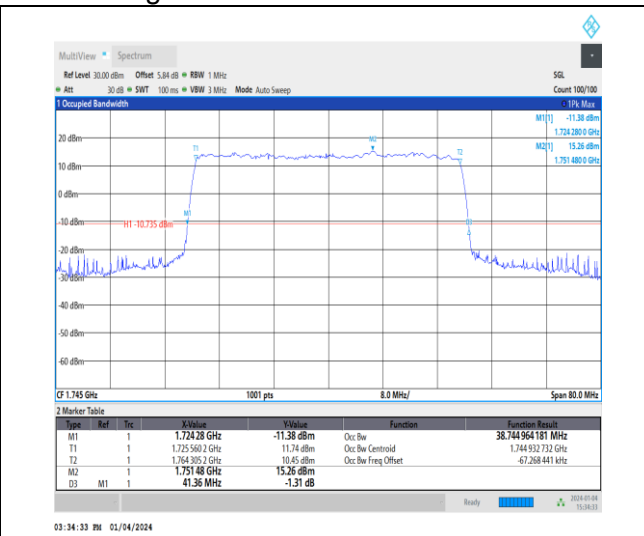 MultiView Spectrum
Ref Level 30.00 dBm Offset 5.84 dB RBW 1 MHz SGL
Att 30 dB SWT 100 ms VBW 3 MHz Mode Auto Sweep Count 100/100
1 Occupied Bandwidth 1Pk Max
M1[1] -11.38 dBm
1.724 280 0 GHz
M2[1] 15.26 dBm
1.751 480 0 GHz
20 dBm
M2
T1 T2
10 dBm
0 dBm
M1
-10 dBm
H1 -10.735 dBm
D3
-20 dBm
-30 dBm
-40 dBm
-50 dBm
-60 dBm
CF 1.745 GHz 1001 pts 8.0 MHz/ Span 80.0 MHz
2 Marker Table
Type Ref Trc X-Value Y-Value Function Function Result
M1 1 1.724 28 GHz -11.38 dBm Occ Bw 38.744 964 181 MHz
T1 1 1.725 560 2 GHz 11.74 dBm Occ Bw Centroid 1.744 932 732 GHz
T2 1 1.764 305 2 GHz 10.45 dBm Occ Bw Freq Offset -67.268 441 kHz
M2 1 1.751 48 GHz 15.26 dBm
D3 M1 1 41.36 MHz -1.31 dB
Ready 2024-01-04
15:34:33
03:34:33 PM 01/04/2024